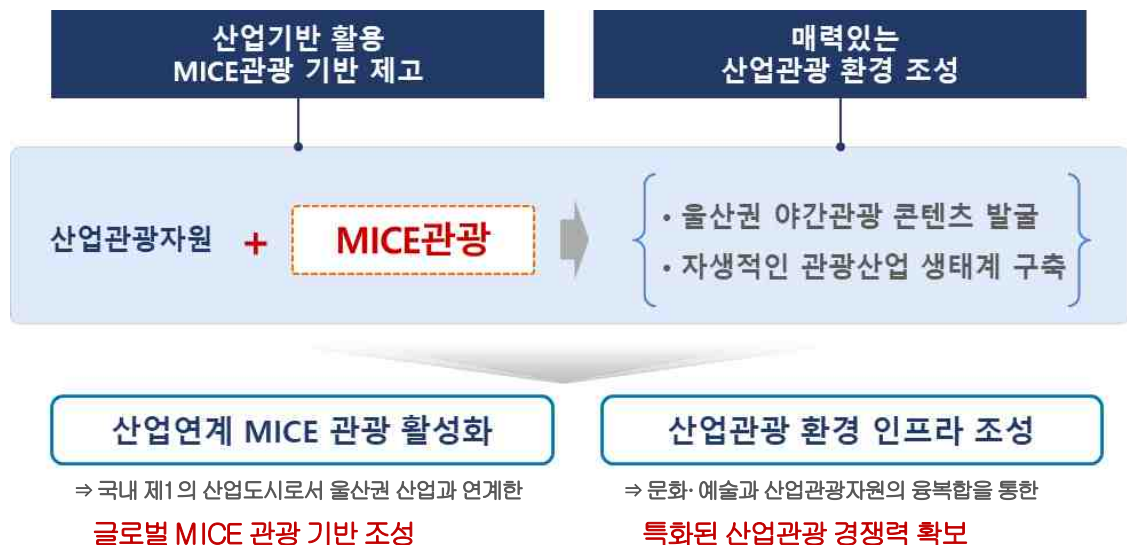 산업기반 활용
MICE관광 기반 제고
매력있는
산업관광 환경 조성
산업관광자원 + MICE관광
• 울산권 야간관광 콘텐츠 발굴
• 자생적인 관광산업 생태계 구축
산업연계 MICE 관광 활성화
⇒ 국내 제1의 산업도시로서 울산권 산업과 연계한
글로벌 MICE 관광 기반 조성
산업관광 환경 인프라 조성
⇒ 문화· 예술과 산업관광자원의 융복합을 통한
특화된 산업관광 경쟁력 확보